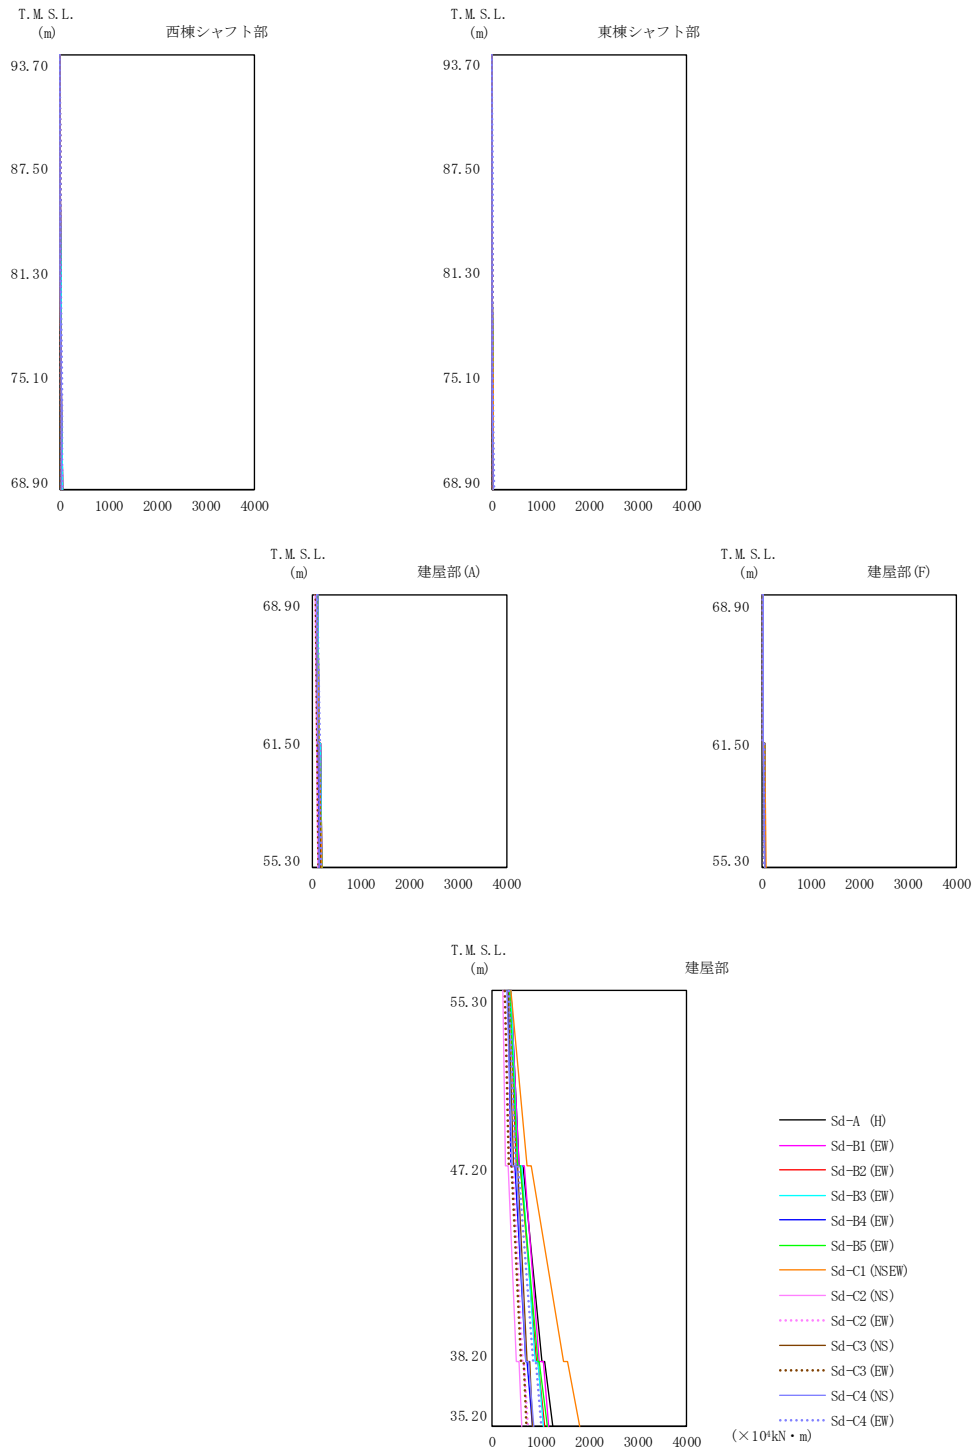 T.M.S.L.
(m)
西棟シャフト部
93.70
87.50
81.30
75.10
68.90
0 1000 2000 3000 4000
T.M.S.L.
(m)
東棟シャフト部
93.70
87.50
81.30
75.10
68.90
0 1000 2000 3000 4000
T.M.S.L.
(m)
建屋部(A)
68.90
61.50
55.30
0 1000 2000 3000 4000
T.M.S.L.
(m)
建屋部(F)
68.90
61.50
55.30
0 1000 2000 3000 4000
T.M.S.L.
(m)
建屋部
55.30
47.20
38.20
35.20
0 1000 2000 3000 4000
(×10⁴kN・m)
Sd-A (H)
Sd-B1(EW)
Sd-B2(EW)
Sd-B3(EW)
Sd-B4(EW)
Sd-B5(EW)
Sd-C1(NSEW)
Sd-C2(NS)
Sd-C2(EW)
Sd-C3(NS)
Sd-C3(EW)
Sd-C4(NS)
Sd-C4(EW)